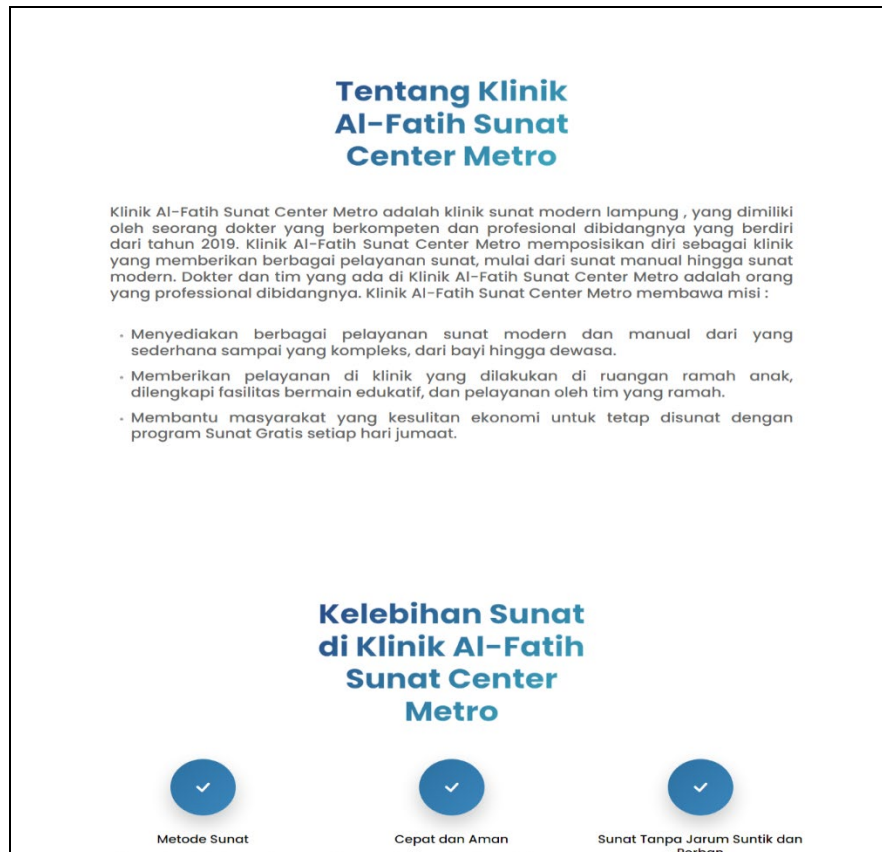 Tentang Klinik
Al-Fatih Sunat
Center Metro
Klinik Al-Fatih Sunat Center Metro adalah klinik sunat modern lampung , yang dimiliki
oleh seorang dokter yang berkompeten dan profesional dibidangnya yang berdiri
dari tahun 2019. Klinik Al-Fatih Sunat Center Metro memposisikan diri sebagai klinik
yang memberikan berbagai pelayanan sunat, mulai dari sunat manual hingga sunat
modern. Dokter dan tim yang ada di Klinik Al-Fatih Sunat Center Metro adalah orang
yang professional dibidangnya. Klinik Al-Fatih Sunat Center Metro membawa misi :
• Menyediakan berbagai pelayanan sunat modern dan manual dari yang
sederhana sampai yang kompleks, dari bayi hingga dewasa.
• Memberikan pelayanan di klinik yang dilakukan di ruangan ramah anak,
dilengkapi fasilitas bermain edukatif, dan pelayanan oleh tim yang ramah.
• Membantu masyarakat yang kesulitan ekonomi untuk tetap disunat dengan
program Sunat Gratis setiap hari jumaat.
Kelebihan Sunat
di Klinik Al-Fatih
Sunat Center
Metro
Metode Sunat
Cepat dan Aman
Sunat Tanpa Jarum Suntik dan